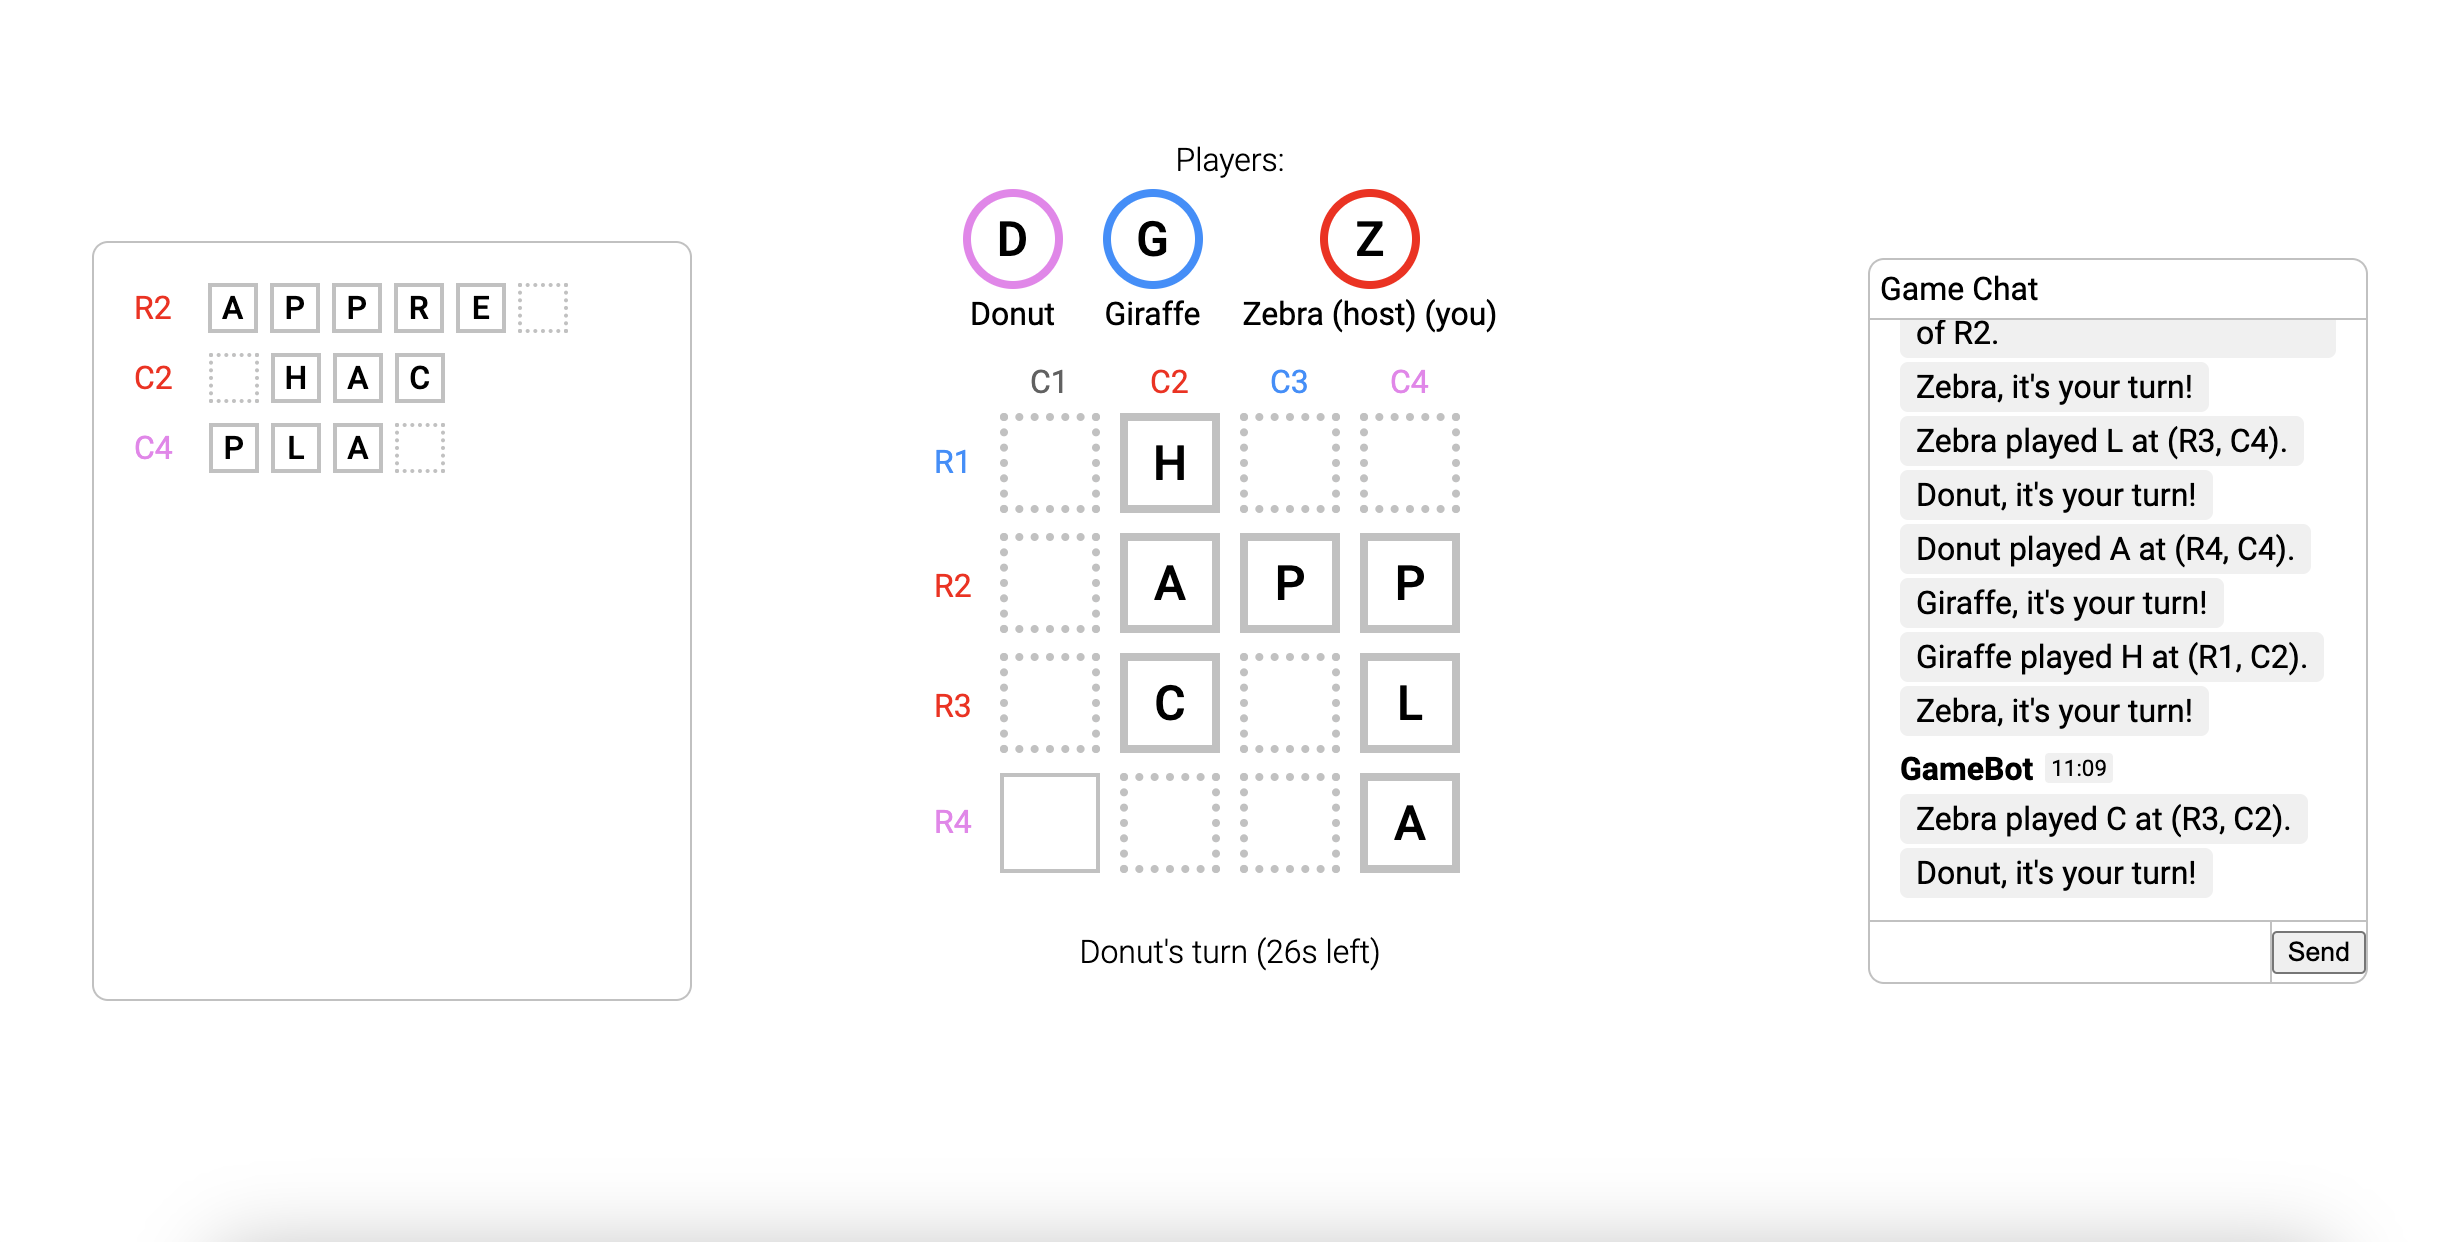 Players:
D G Z
Donut Giraffe Zebra (host) (you)
R2 A P P R E
C2 H A C
C4 P L A
C1 C2 C3 C4
R1 H
R2 A P P
R3 C L
R4 A
Donut's turn (26s left)
Game Chat
of R2.
Zebra, it's your turn!
Zebra played L at (R3, C4).
Donut, it's your turn!
Donut played A at (R4, C4).
Giraffe, it's your turn!
Giraffe played H at (R1, C2).
Zebra, it's your turn!
GameBot 11:09
Zebra played C at (R3, C2).
Donut, it's your turn!
Send